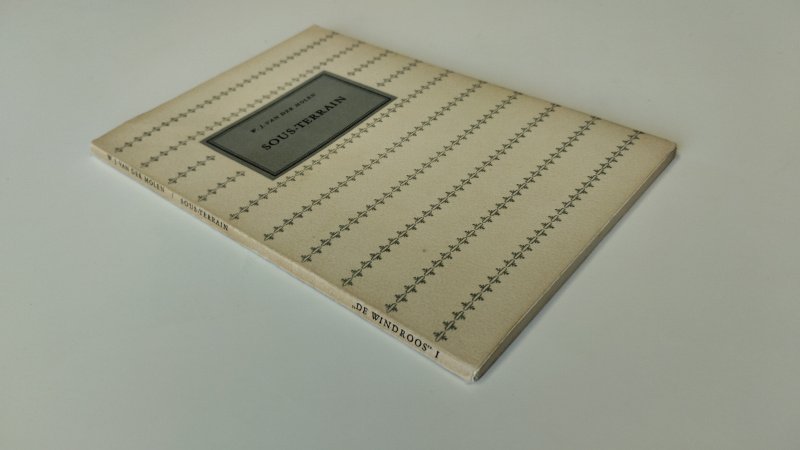 W. J. VAN DER MOLEN
SOUS-TERRAIN
W. J. VAN DER MOLEN / SOUS-TERRAIN
„DE WINDROOS” I